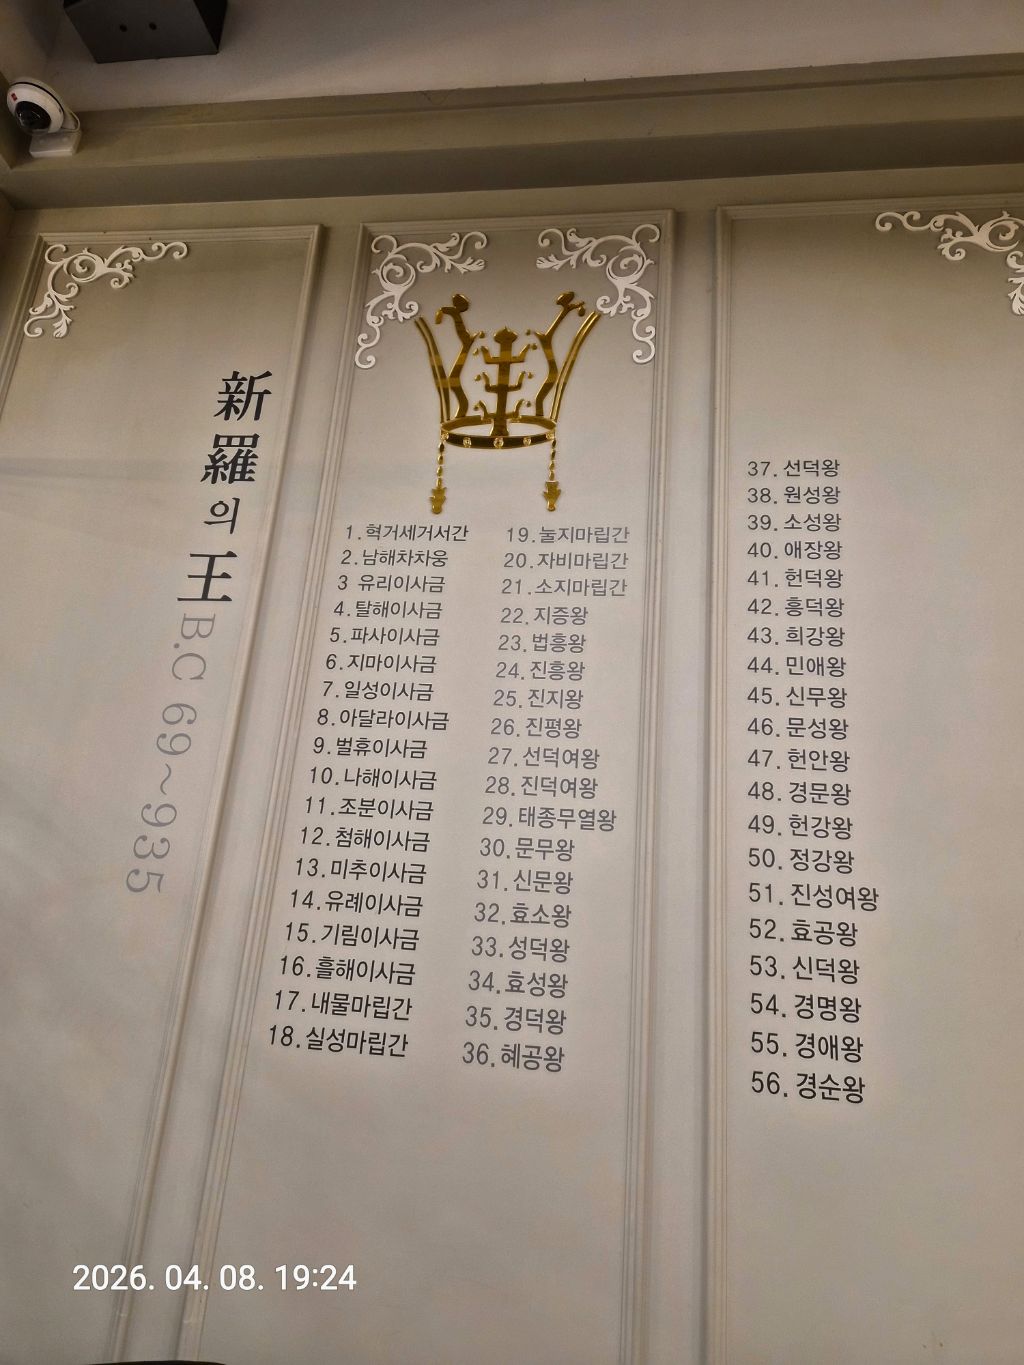 新羅의 王 B.C 69~935
1.혁거세거서간
2.남해차차웅
3 유리이사금
4.탈해이사금
5.파사이사금
6.지마이사금
7.일성이사금
8.아달라이사금
9.벌휴이사금
10.나해이사금
11.조분이사금
12.첨해이사금
13.미추이사금
14.유례이사금
15.기림이사금
16.흘해이사금
17.내물마립간
18.실성마립간
19.눌지마립간
20.자비마립간
21.소지마립간
22.지증왕
23.법흥왕
24.진흥왕
25.진지왕
26.진평왕
27.선덕여왕
28.진덕여왕
29.태종무열왕
30.문무왕
31.신문왕
32.효소왕
33.성덕왕
34.효성왕
35.경덕왕
36.혜공왕
37.선덕왕
38.원성왕
39.소성왕
40.애장왕
41.헌덕왕
42.흥덕왕
43.희강왕
44.민애왕
45.신무왕
46.문성왕
47.헌안왕
48.경문왕
49.헌강왕
50.정강왕
51.진성여왕
52.효공왕
53.신덕왕
54.경명왕
55.경애왕
56.경순왕
2026. 04. 08. 19:24